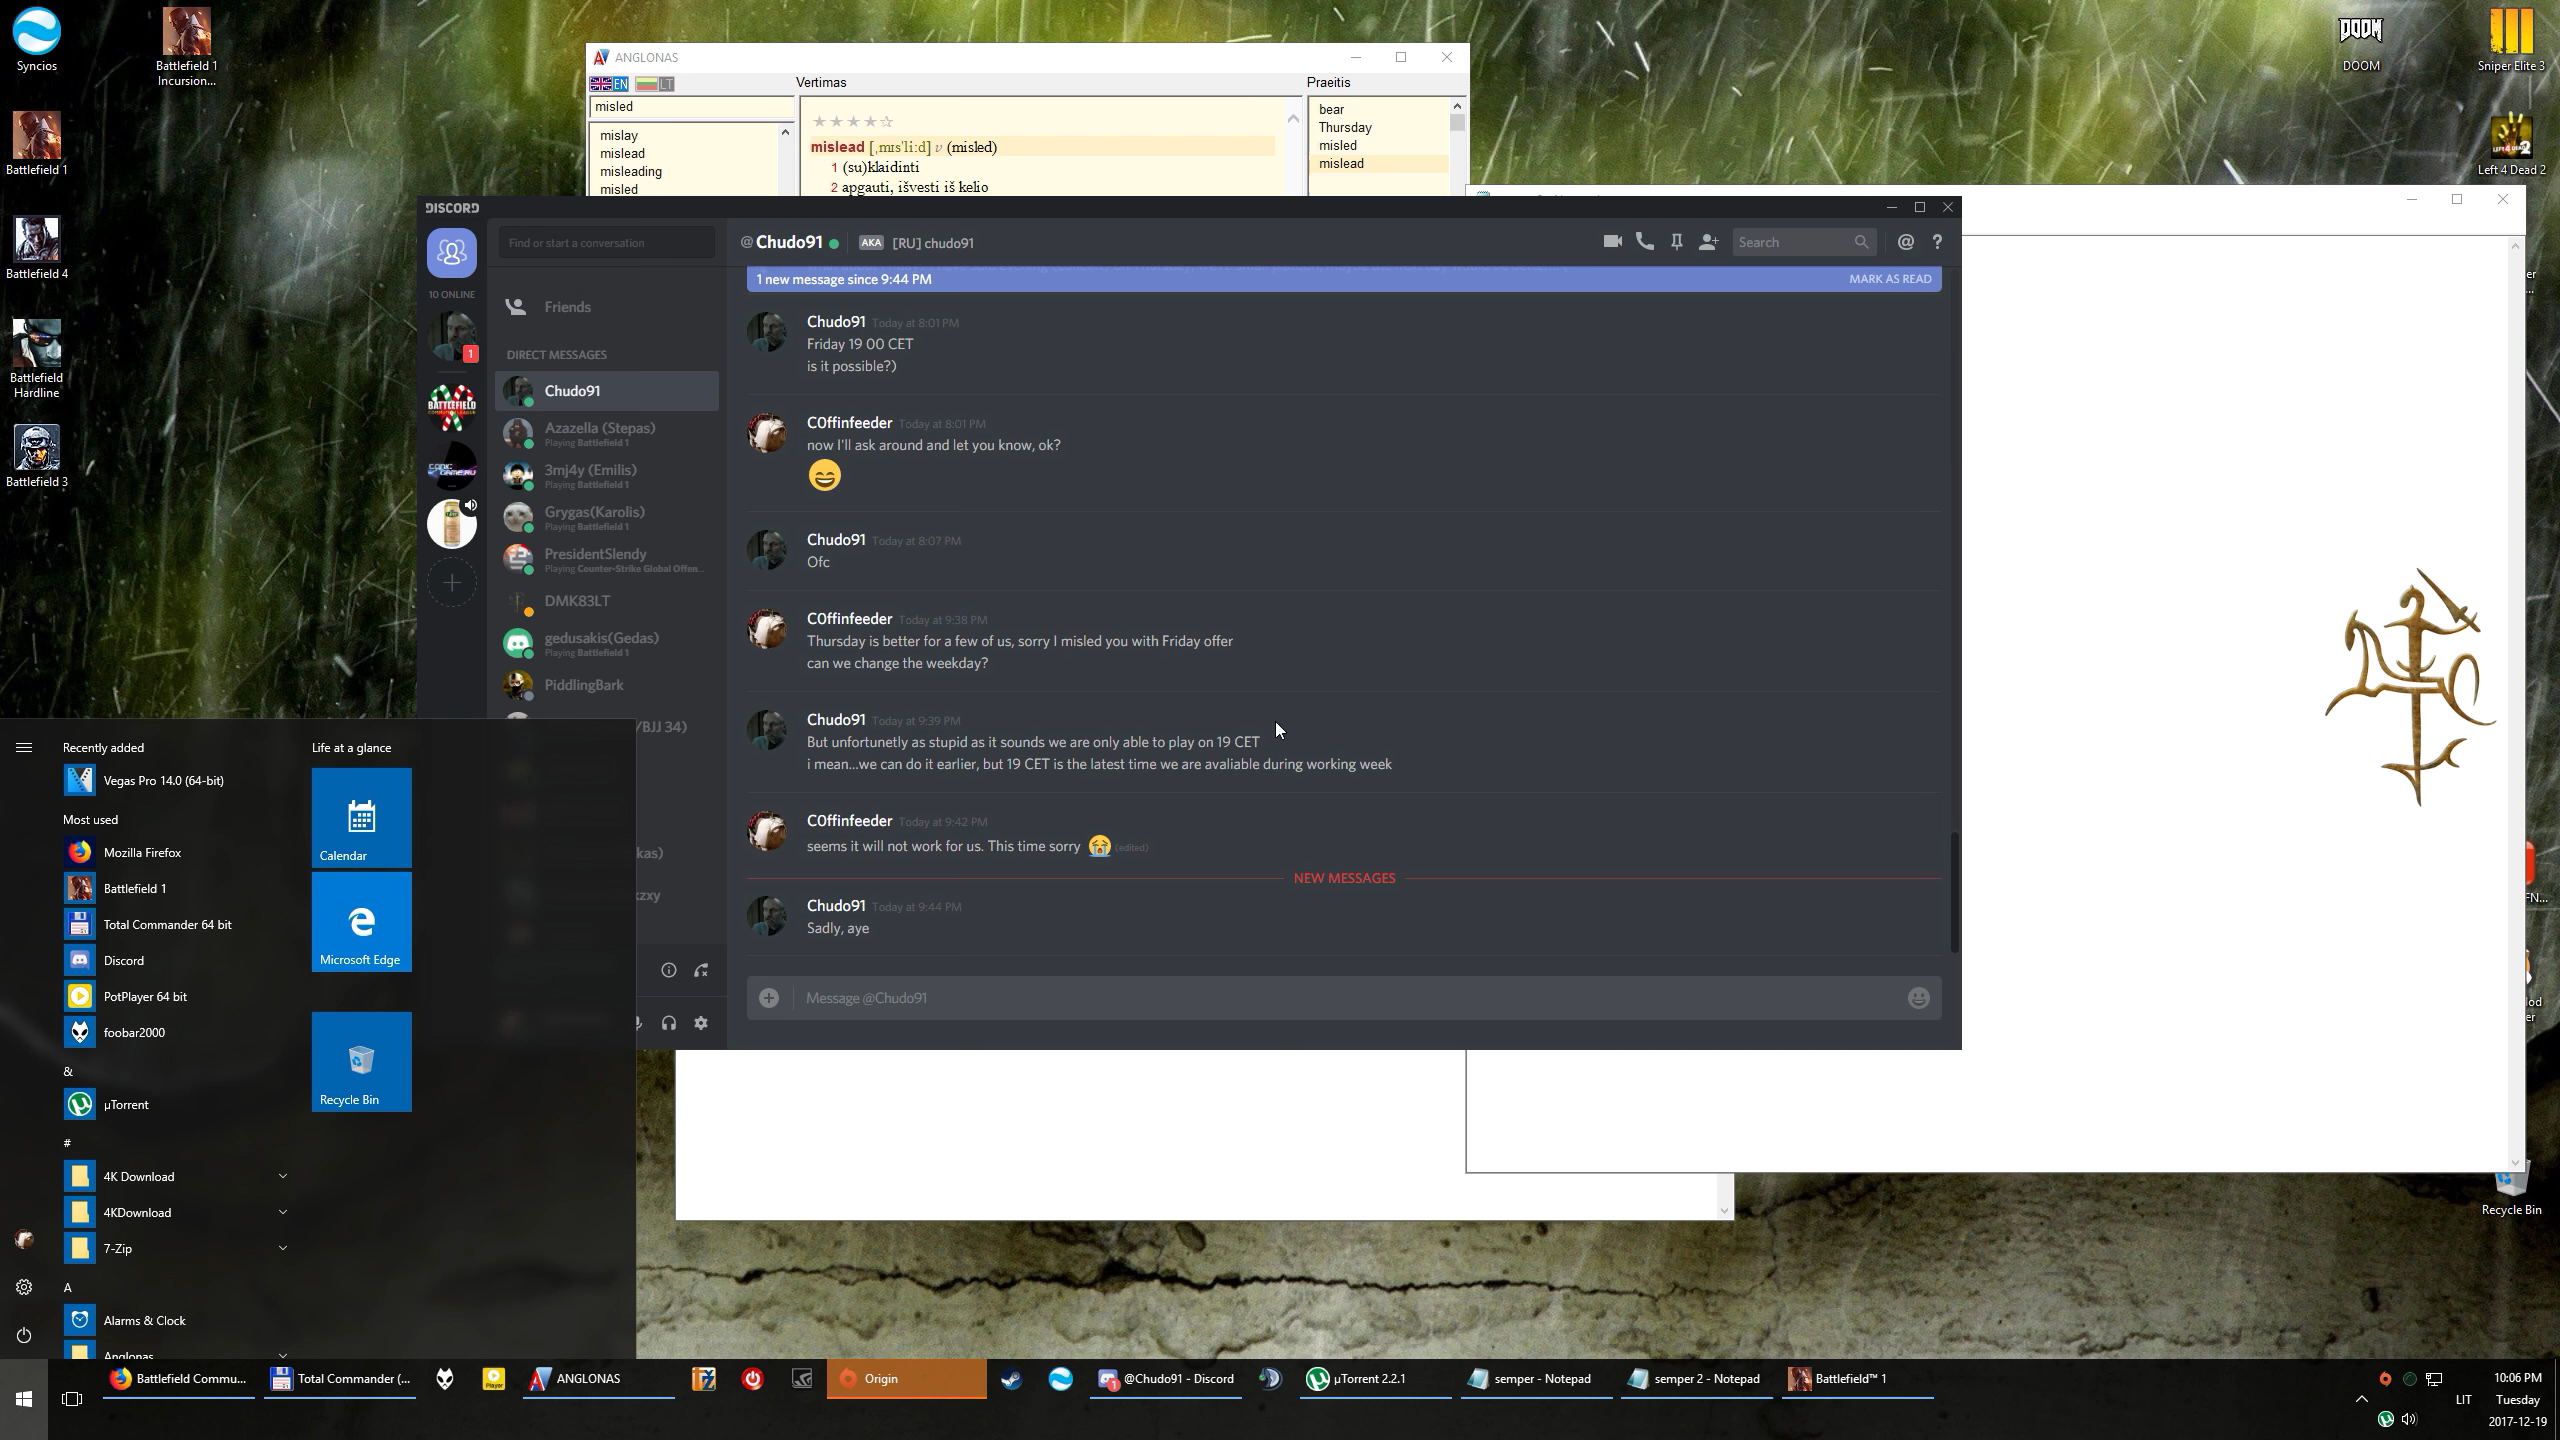 Syncios
Battlefield 1
Incursion...
Battlefield 1
Battlefield 4
Battlefield
Hardline
Battlefield 3
DOOM
DOOM
Sniper Elite 3
Left 4 Dead 2
Recycle Bin
ANGLONAS
EN
LT
Vertimas
Praeitis
misled
mislay
mislead
misleading
misled
mislead [ˌmɪsˈliːd] v (misled)
1 (su)klaidinti
2 apgauti, išvesti iš kelio
bear
Thursday
misled
mislead
DISCORD
Find or start a conversation
@Chudo91
AKA
[RU] chudo91
Search
10 ONLINE
1
BATTLEFIELD
Friends
DIRECT MESSAGES
Chudo91
Azazella (Stepas)
Playing Battlefield 1
3mj4y (Emilis)
Playing Battlefield 1
Grygas(Karolis)
Playing Battlefield 1
PresidentSlendy
Playing Counter-Strike Global Offen...
DMK83LT
gedusakis(Gedas)
Playing Battlefield 1
PiddlingBark
/BJJ 34)
kas)
kzxy
1 new message since 9:44 PM
MARK AS READ
Chudo91 Today at 8:01 PM
Friday 19 00 CET
is it possible?)
C0ffinfeeder Today at 8:01 PM
now I'll ask around and let you know, ok?
Chudo91 Today at 8:07 PM
Ofc
C0ffinfeeder Today at 9:38 PM
Thursday is better for a few of us, sorry I misled you with Friday offer
can we change the weekday?
Chudo91 Today at 9:39 PM
But unfortunetly as stupid as it sounds we are only able to play on 19 CET
i mean...we can do it earlier, but 19 CET is the latest time we are avaliable during working week
C0ffinfeeder Today at 9:42 PM
seems it will not work for us. This time sorry (edited)
NEW MESSAGES
Chudo91 Today at 9:44 PM
Sadly, aye
Message @Chudo91
Recently added
Vegas Pro 14.0 (64-bit)
Most used
Mozilla Firefox
Battlefield 1
Total Commander 64 bit
Discord
PotPlayer 64 bit
foobar2000
&
µTorrent
#
4K Download
4KDownload
7-Zip
A
Alarms & Clock
Anglonas
Life at a glance
Calendar
Microsoft Edge
Recycle Bin
Battlefield Commu...
Total Commander (...
Player
ANGLONAS
Origin
@Chudo91 - Discord
µTorrent 2.2.1
semper - Notepad
semper 2 - Notepad
Battlefield™ 1
LIT
10:06 PM
Tuesday
2017-12-19